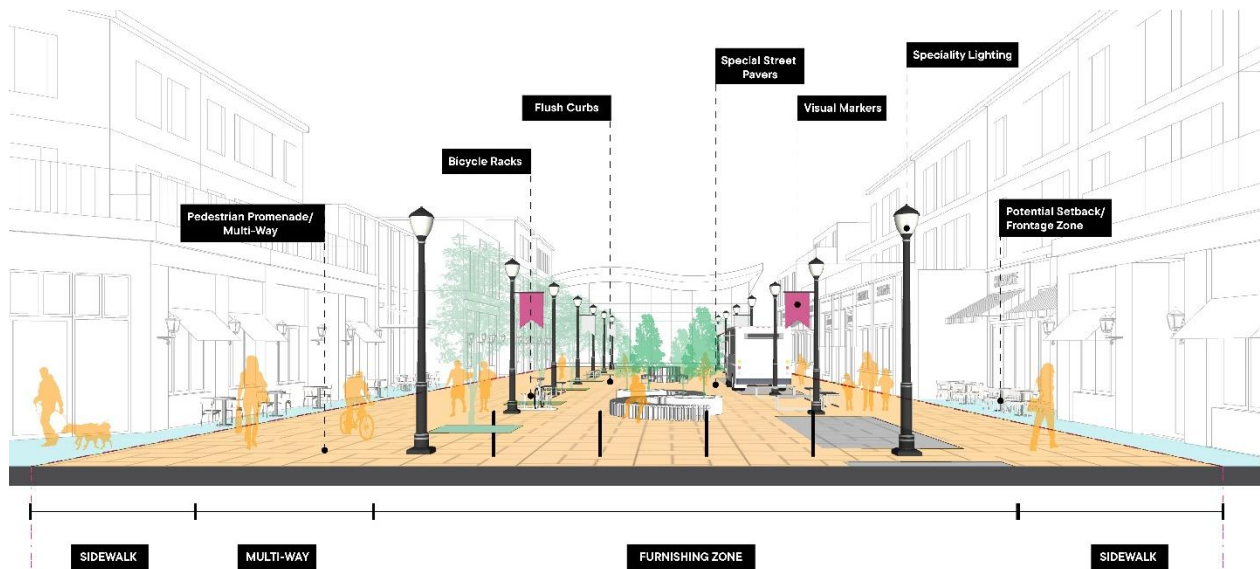 Speciality Lighting
Special Street
Pavers
Flush Curbs
Visual Markers
Bicycle Racks
Pedestrian Promenade/
Multi-Way
Potential Setback/
Frontage Zone
SIDEWALK
MULTI-WAY
FURNISHING ZONE
SIDEWALK